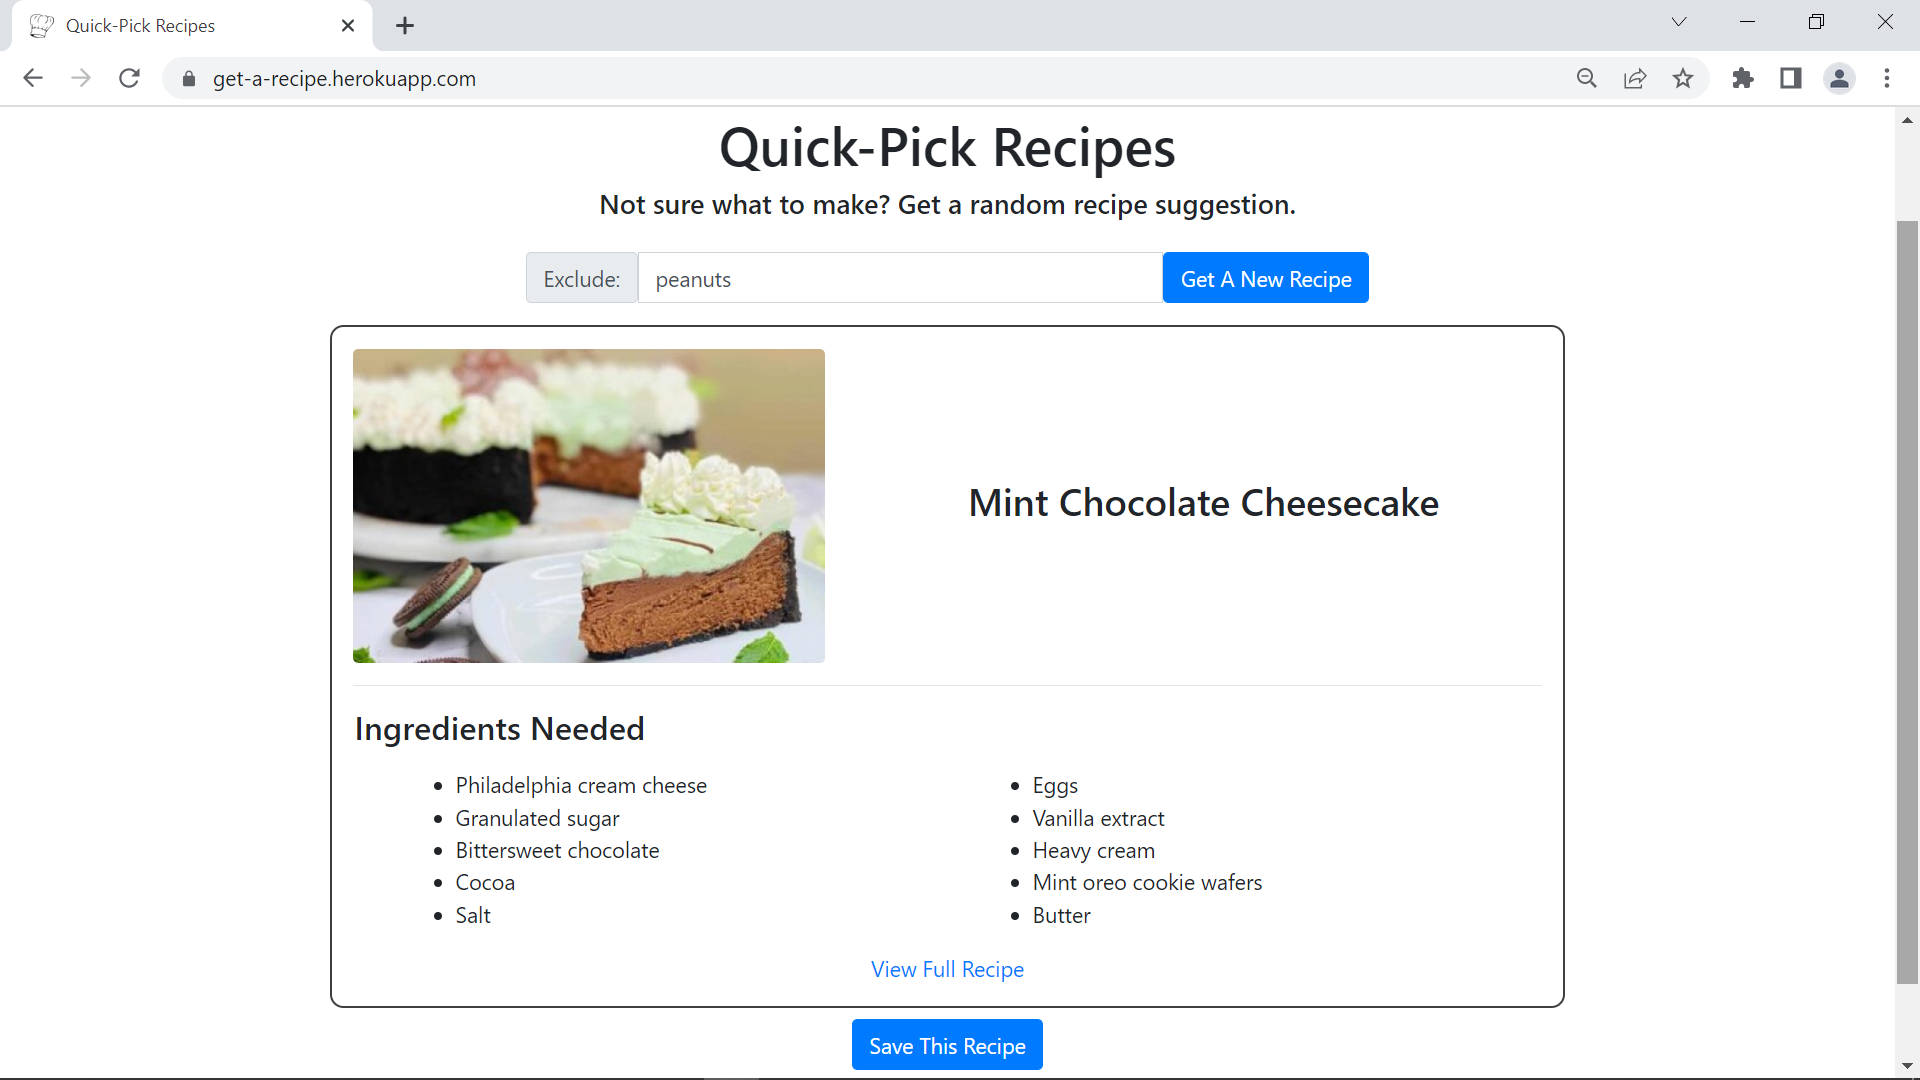 Quick-Pick Recipes
get-a-recipe.herokuapp.com
Quick-Pick Recipes
Not sure what to make? Get a random recipe suggestion.
Exclude: peanuts Get A New Recipe
Mint Chocolate Cheesecake
Ingredients Needed
Philadelphia cream cheese
Granulated sugar
Bittersweet chocolate
Cocoa
Salt
Eggs
Vanilla extract
Heavy cream
Mint oreo cookie wafers
Butter
View Full Recipe
Save This Recipe